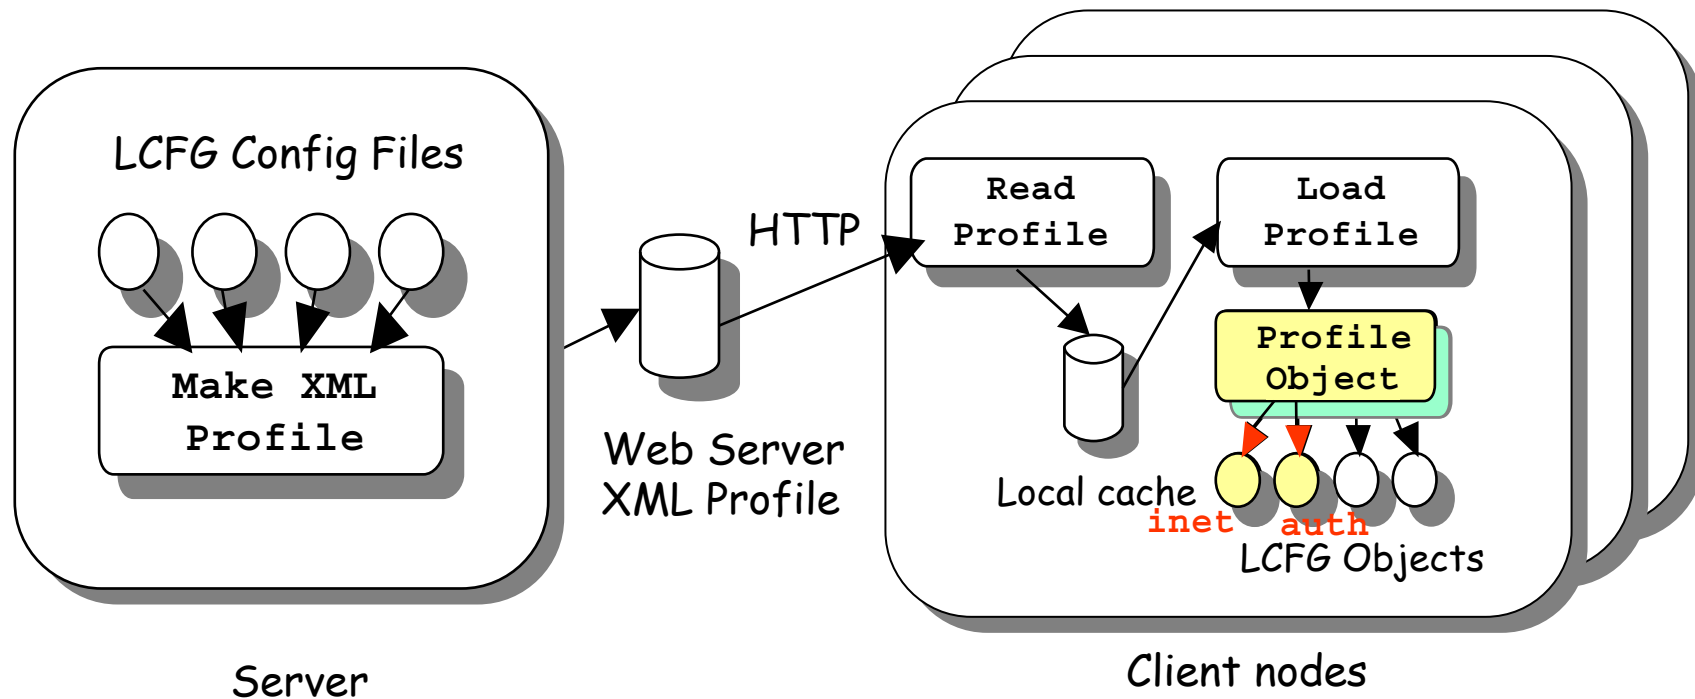 LCFG Config Files
Make XML
Profile
Server
Web Server
XML Profile
HTTP
Read
Profile
Load
Profile
Profile
Object
Local cache
inet
auth
LCFG Objects
Client nodes